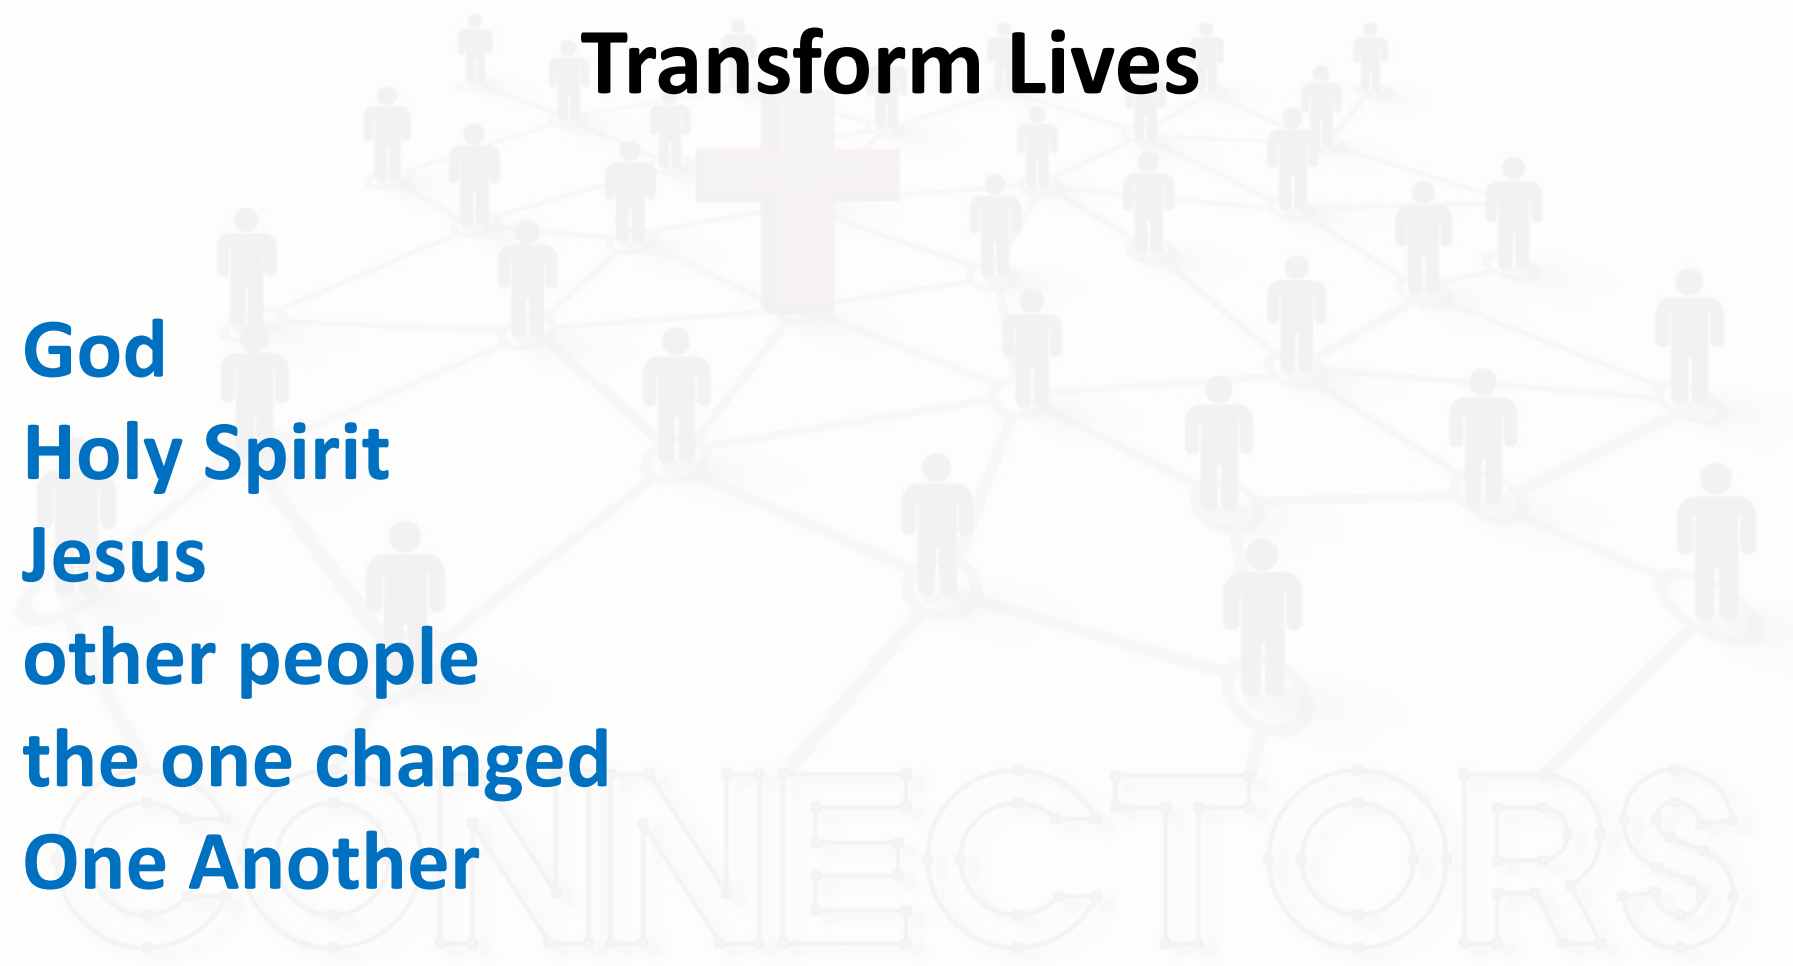 Transform Lives
God
Holy Spirit
Jesus
other people
the one changed
One Another
CONNECTORS